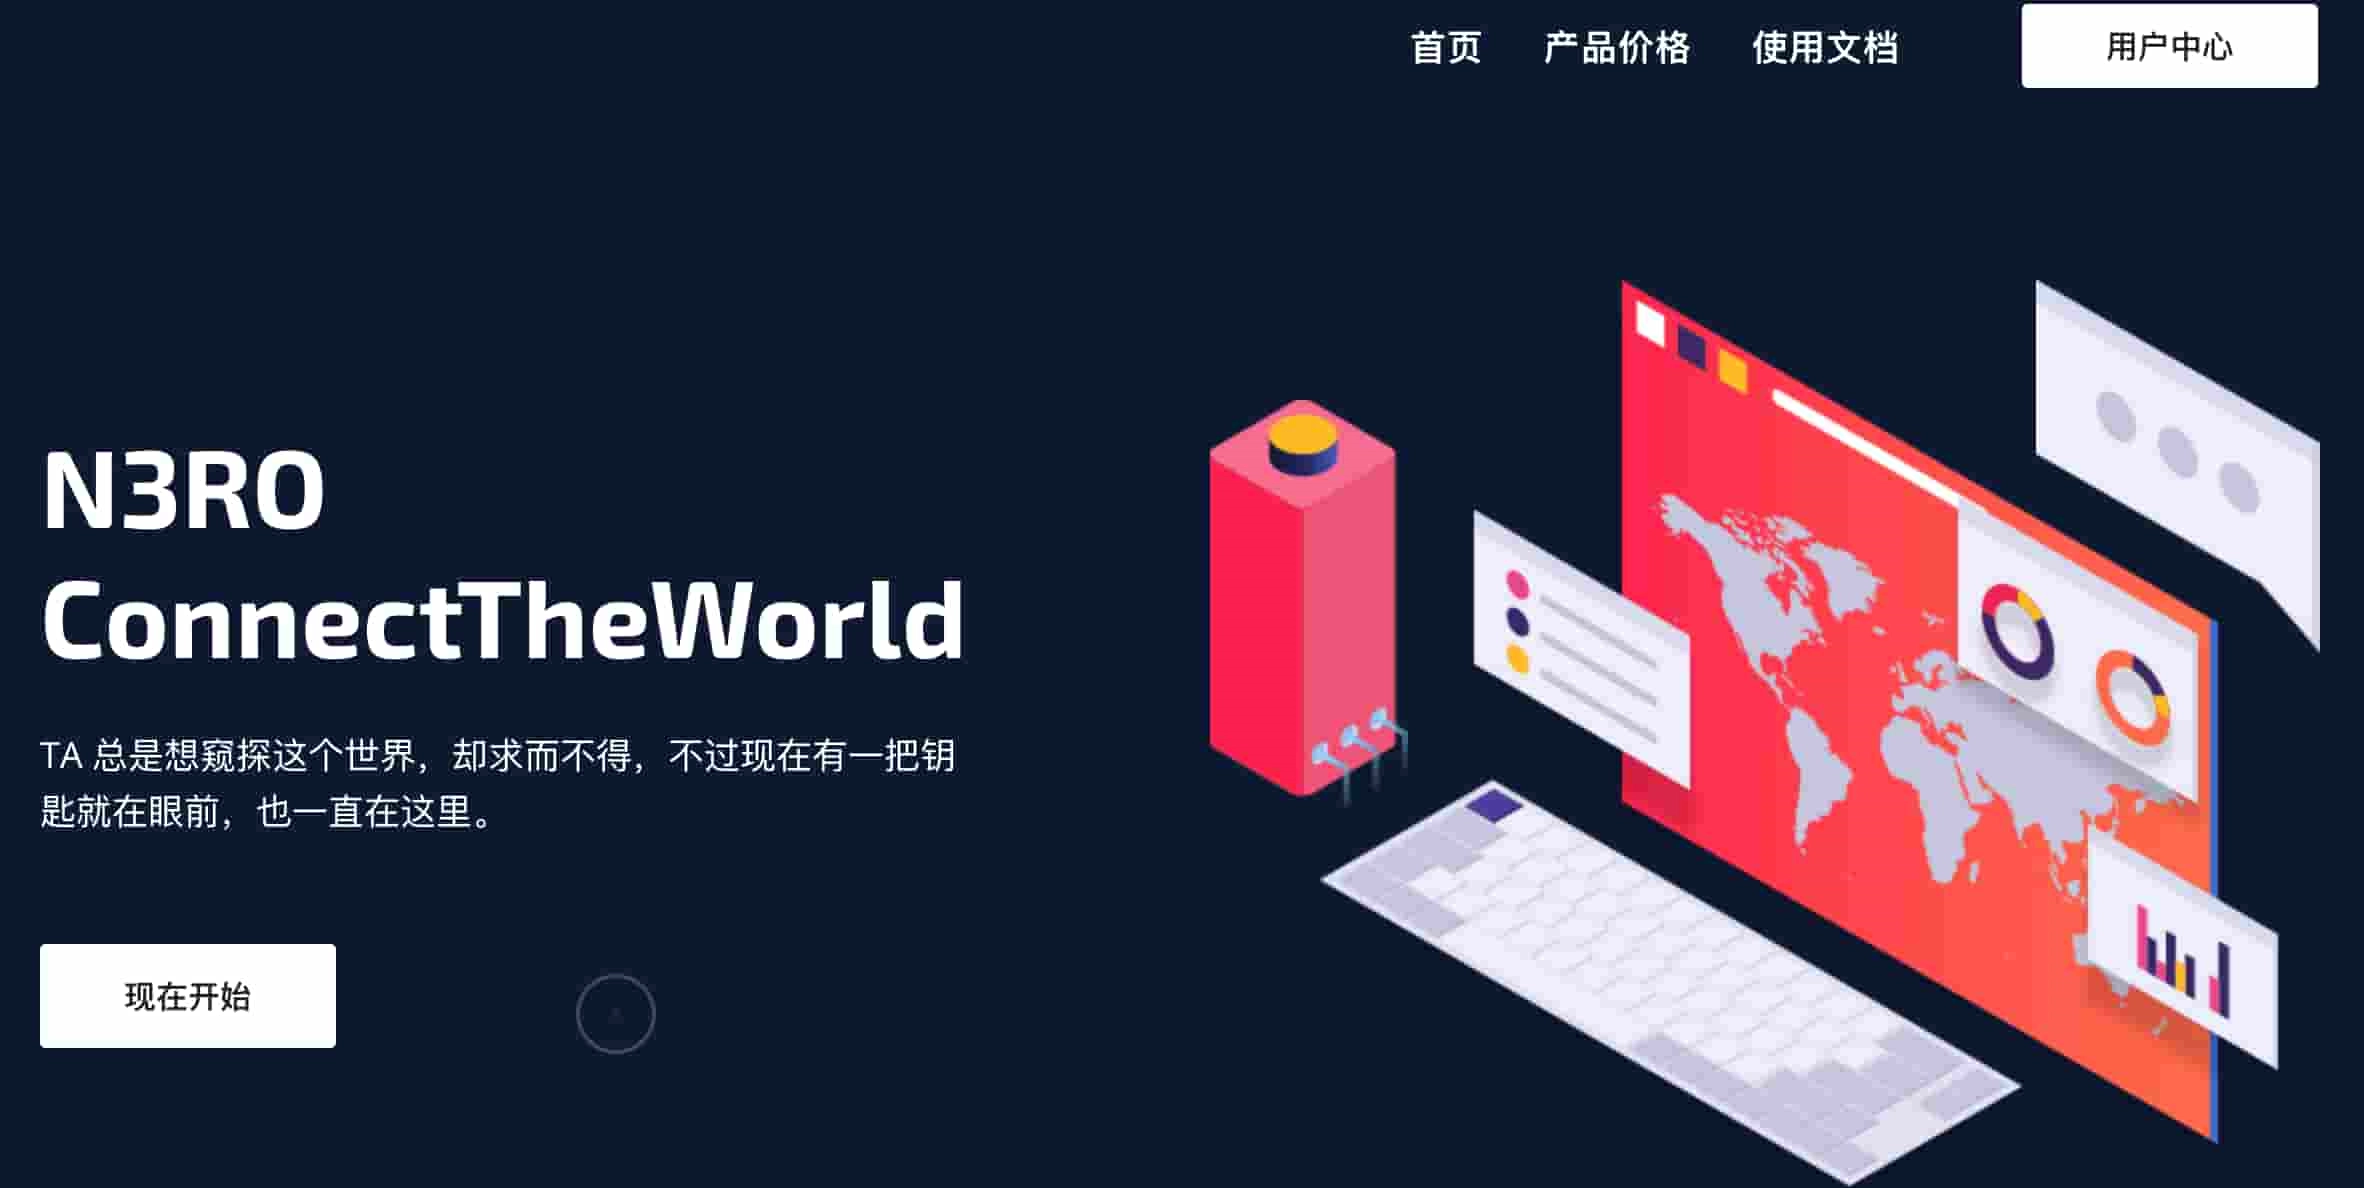 首页 产品价格 使用文档 用户中心
N3RO
ConnectTheWorld
TA 总是想窥探这个世界，却求而不得，不过现在有一把钥
匙就在眼前，也一直在这里。
现在开始